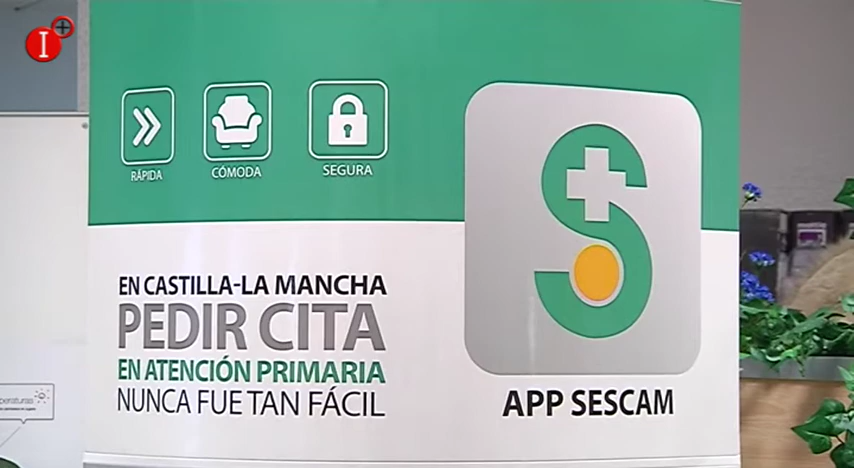 I+
RÁPIDA
CÓMODA
SEGURA
EN CASTILLA-LA MANCHA
PEDIR CITA
EN ATENCIÓN PRIMARIA
NUNCA FUE TAN FÁCIL
APP SESCAM